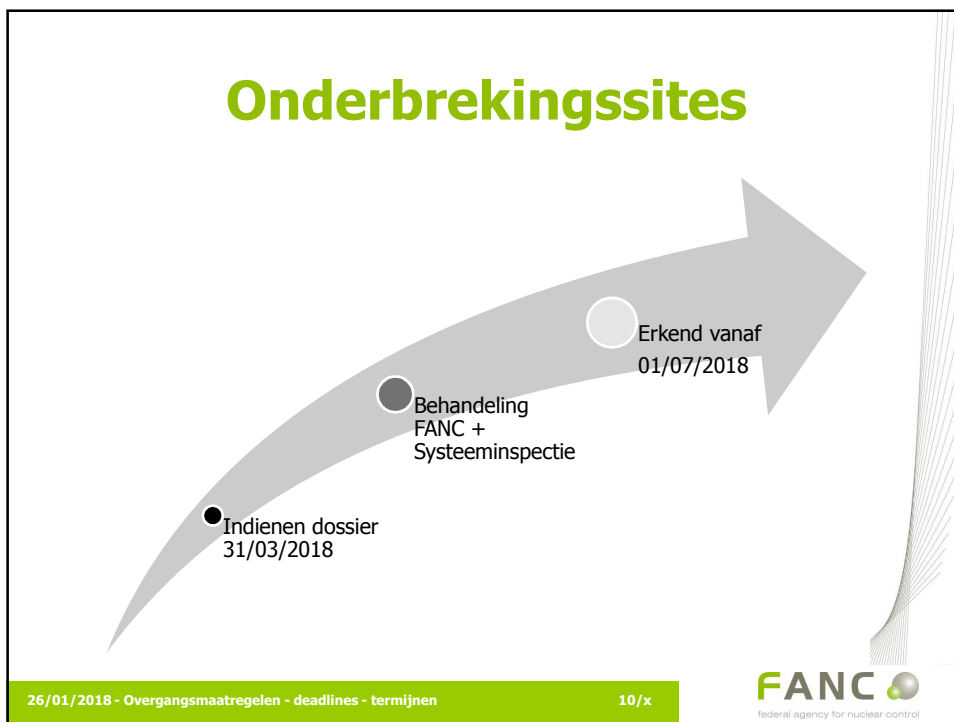 Onderbrekingssites
Erkend vanaf
01/07/2018
Behandeling
FANC +
Systeeminspectie
Indienen dossier
31/03/2018
26/01/2018 - Overgangsmaatregelen - deadlines - termijnen 10/x
FANC
federal agency for nuclear control